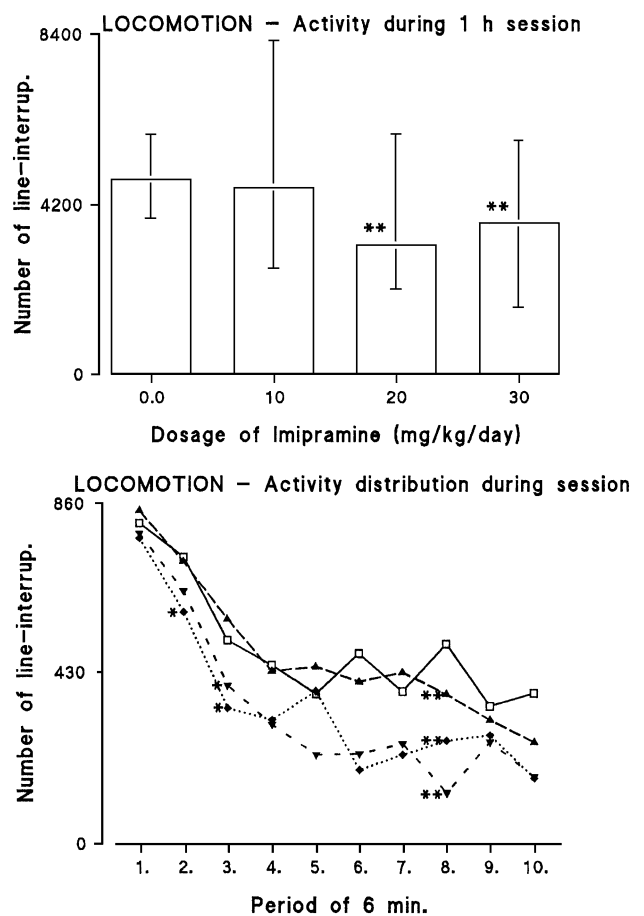 LOCOMOTION – Activity during 1 h session
8400
4200
0
Number of line–interrup.
**
**
0.0 10 20 30
Dosage of Imipramine (mg/kg/day)
LOCOMOTION – Activity distribution during session
860
430
0
Number of line–interrup.
*
*
*
**
**
**
1. 2. 3. 4. 5. 6. 7. 8. 9. 10.
Period of 6 min.